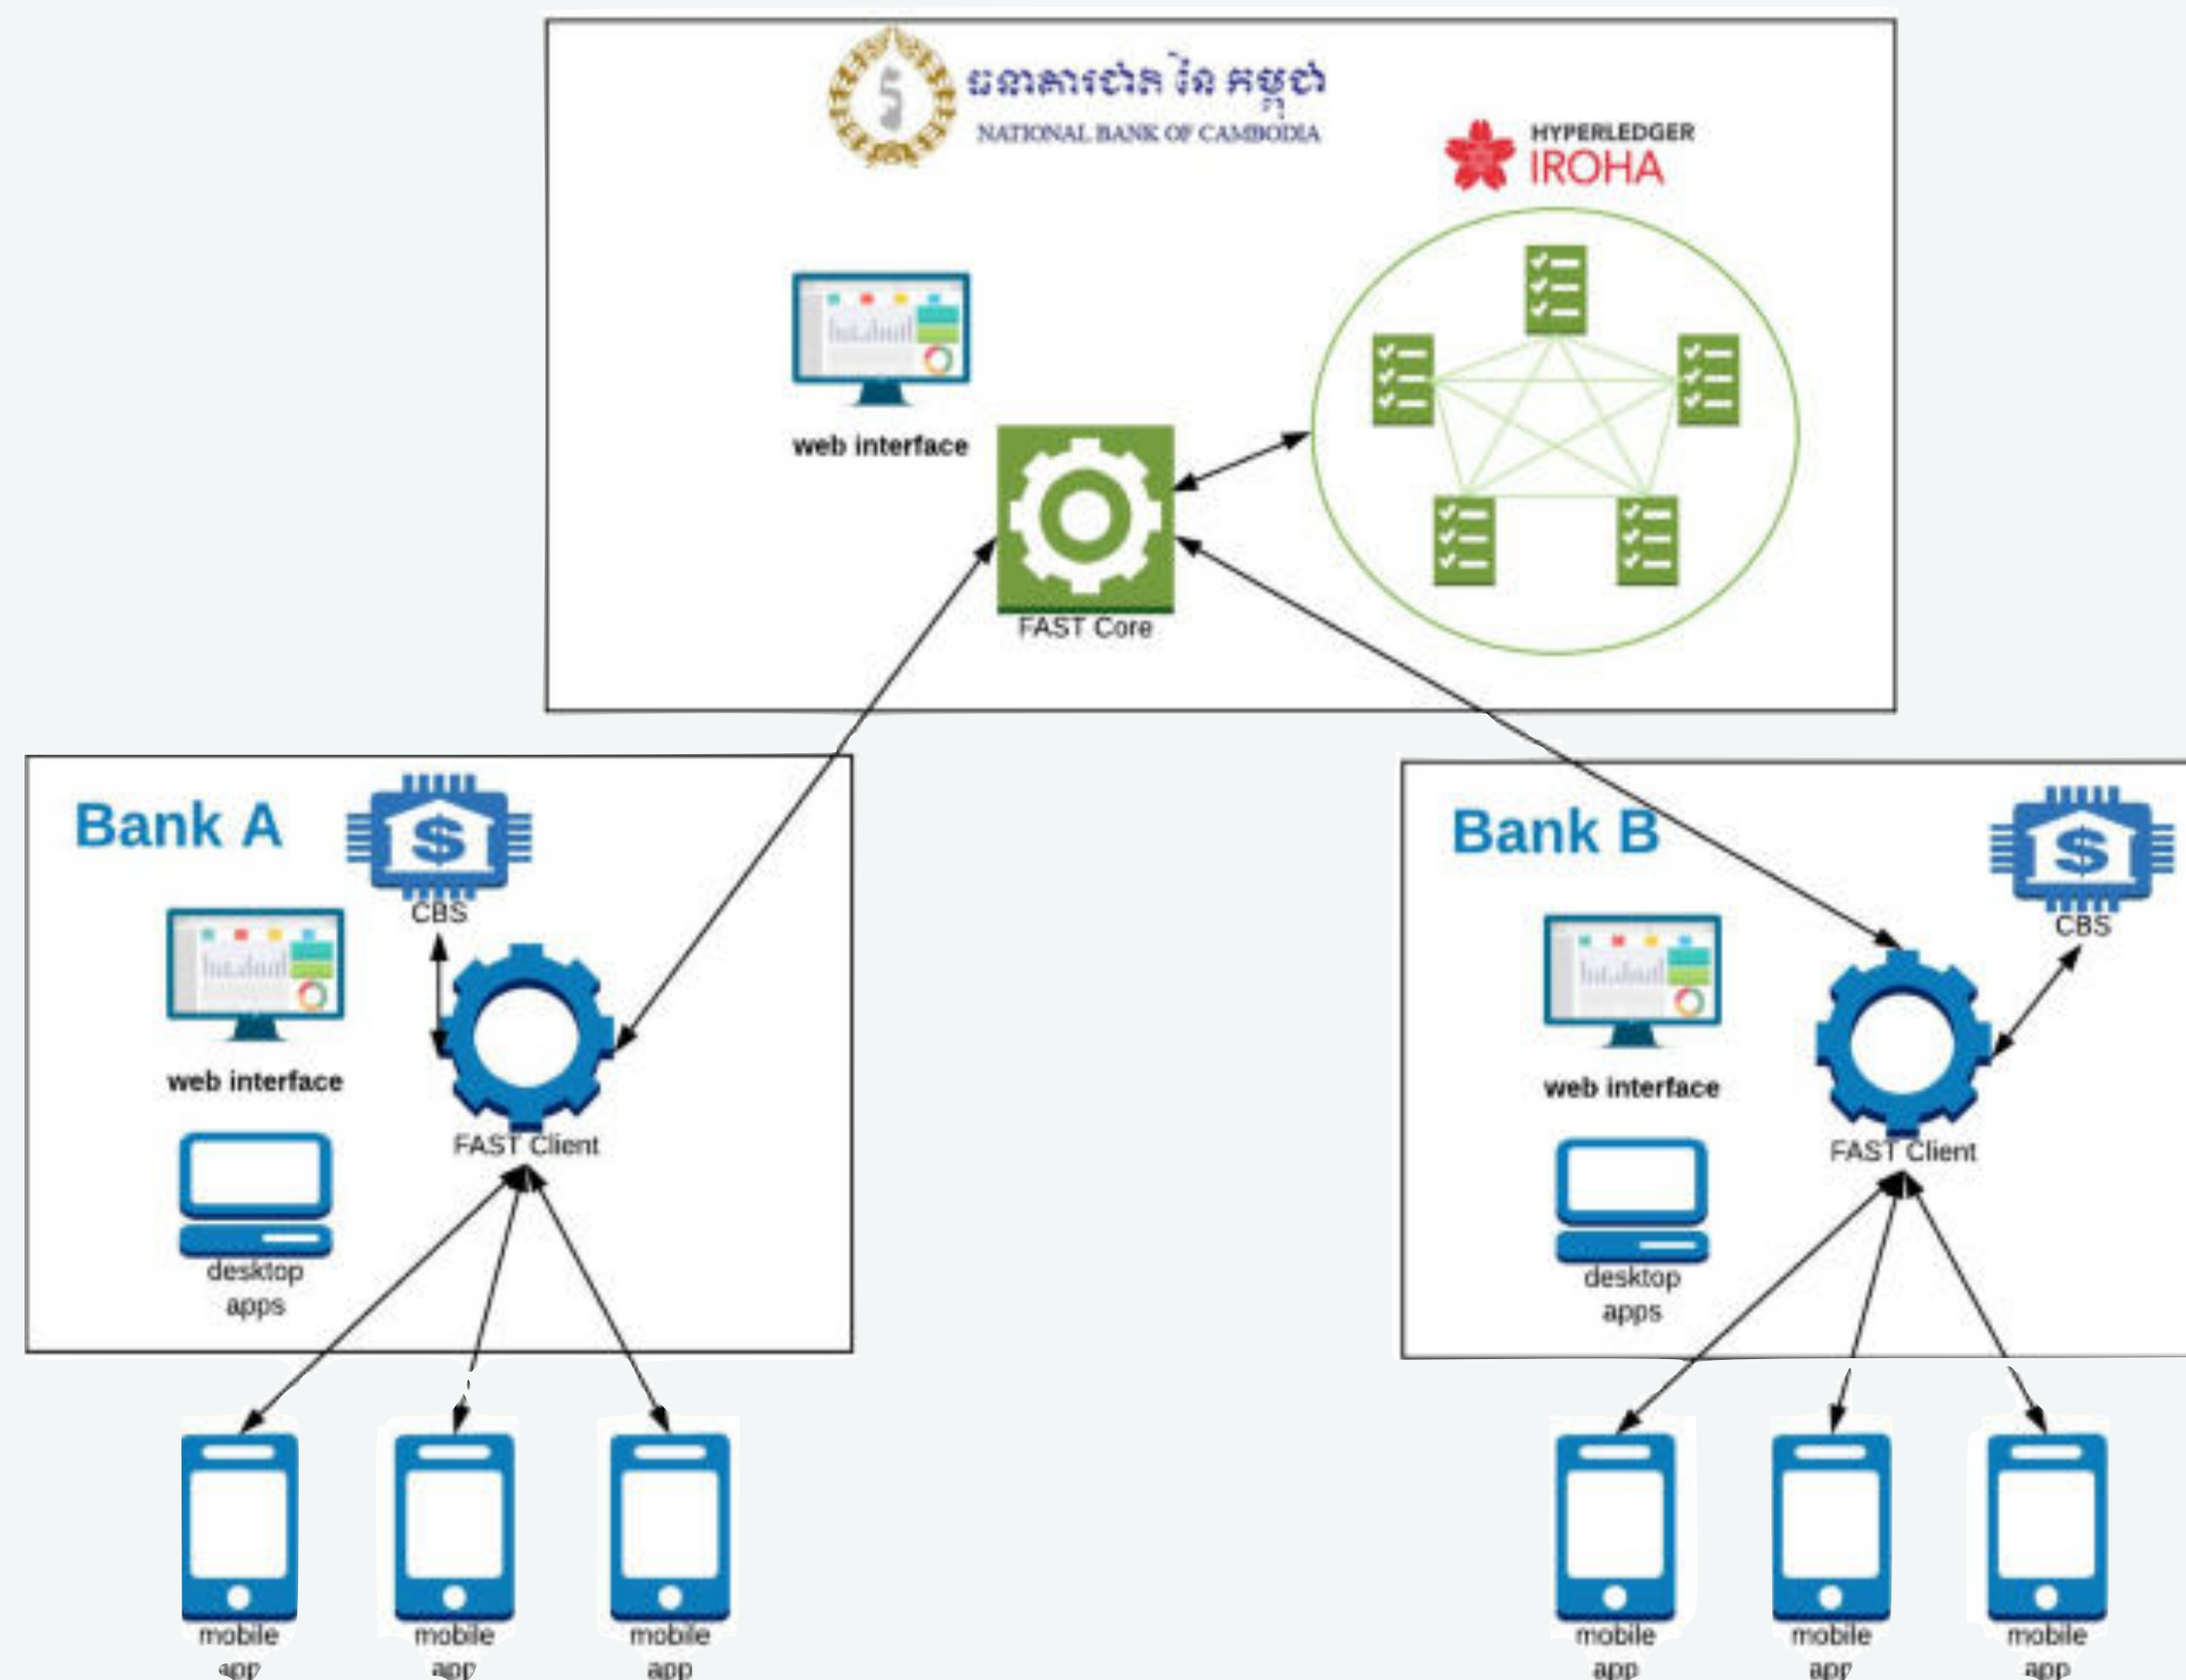 ធនាគារជាតិ នៃ កម្ពុជា
NATIONAL BANK OF CAMBODIA
HYPERLEDGER
IROHA
web interface
FAST Core
Bank A
CBS
web interface
FAST Client
desktop
apps
mobile
app
mobile
app
mobile
app
Bank B
CBS
web interface
FAST Client
desktop
apps
mobile
app
mobile
app
mobile
app